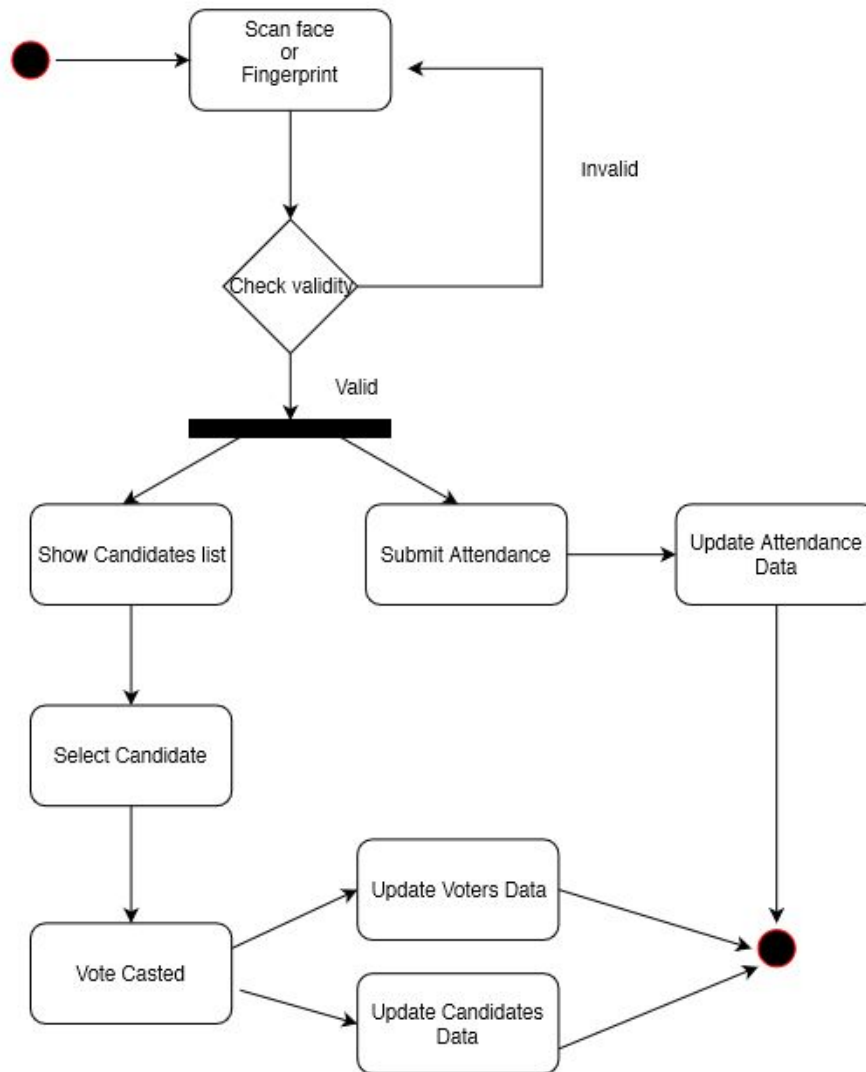 Scan face
or
Fingerprint
Invalid
Check validity
Valid
Show Candidates list
Submit Attendance
Update Attendance
Data
Select Candidate
Update Voters Data
Vote Casted
Update Candidates
Data